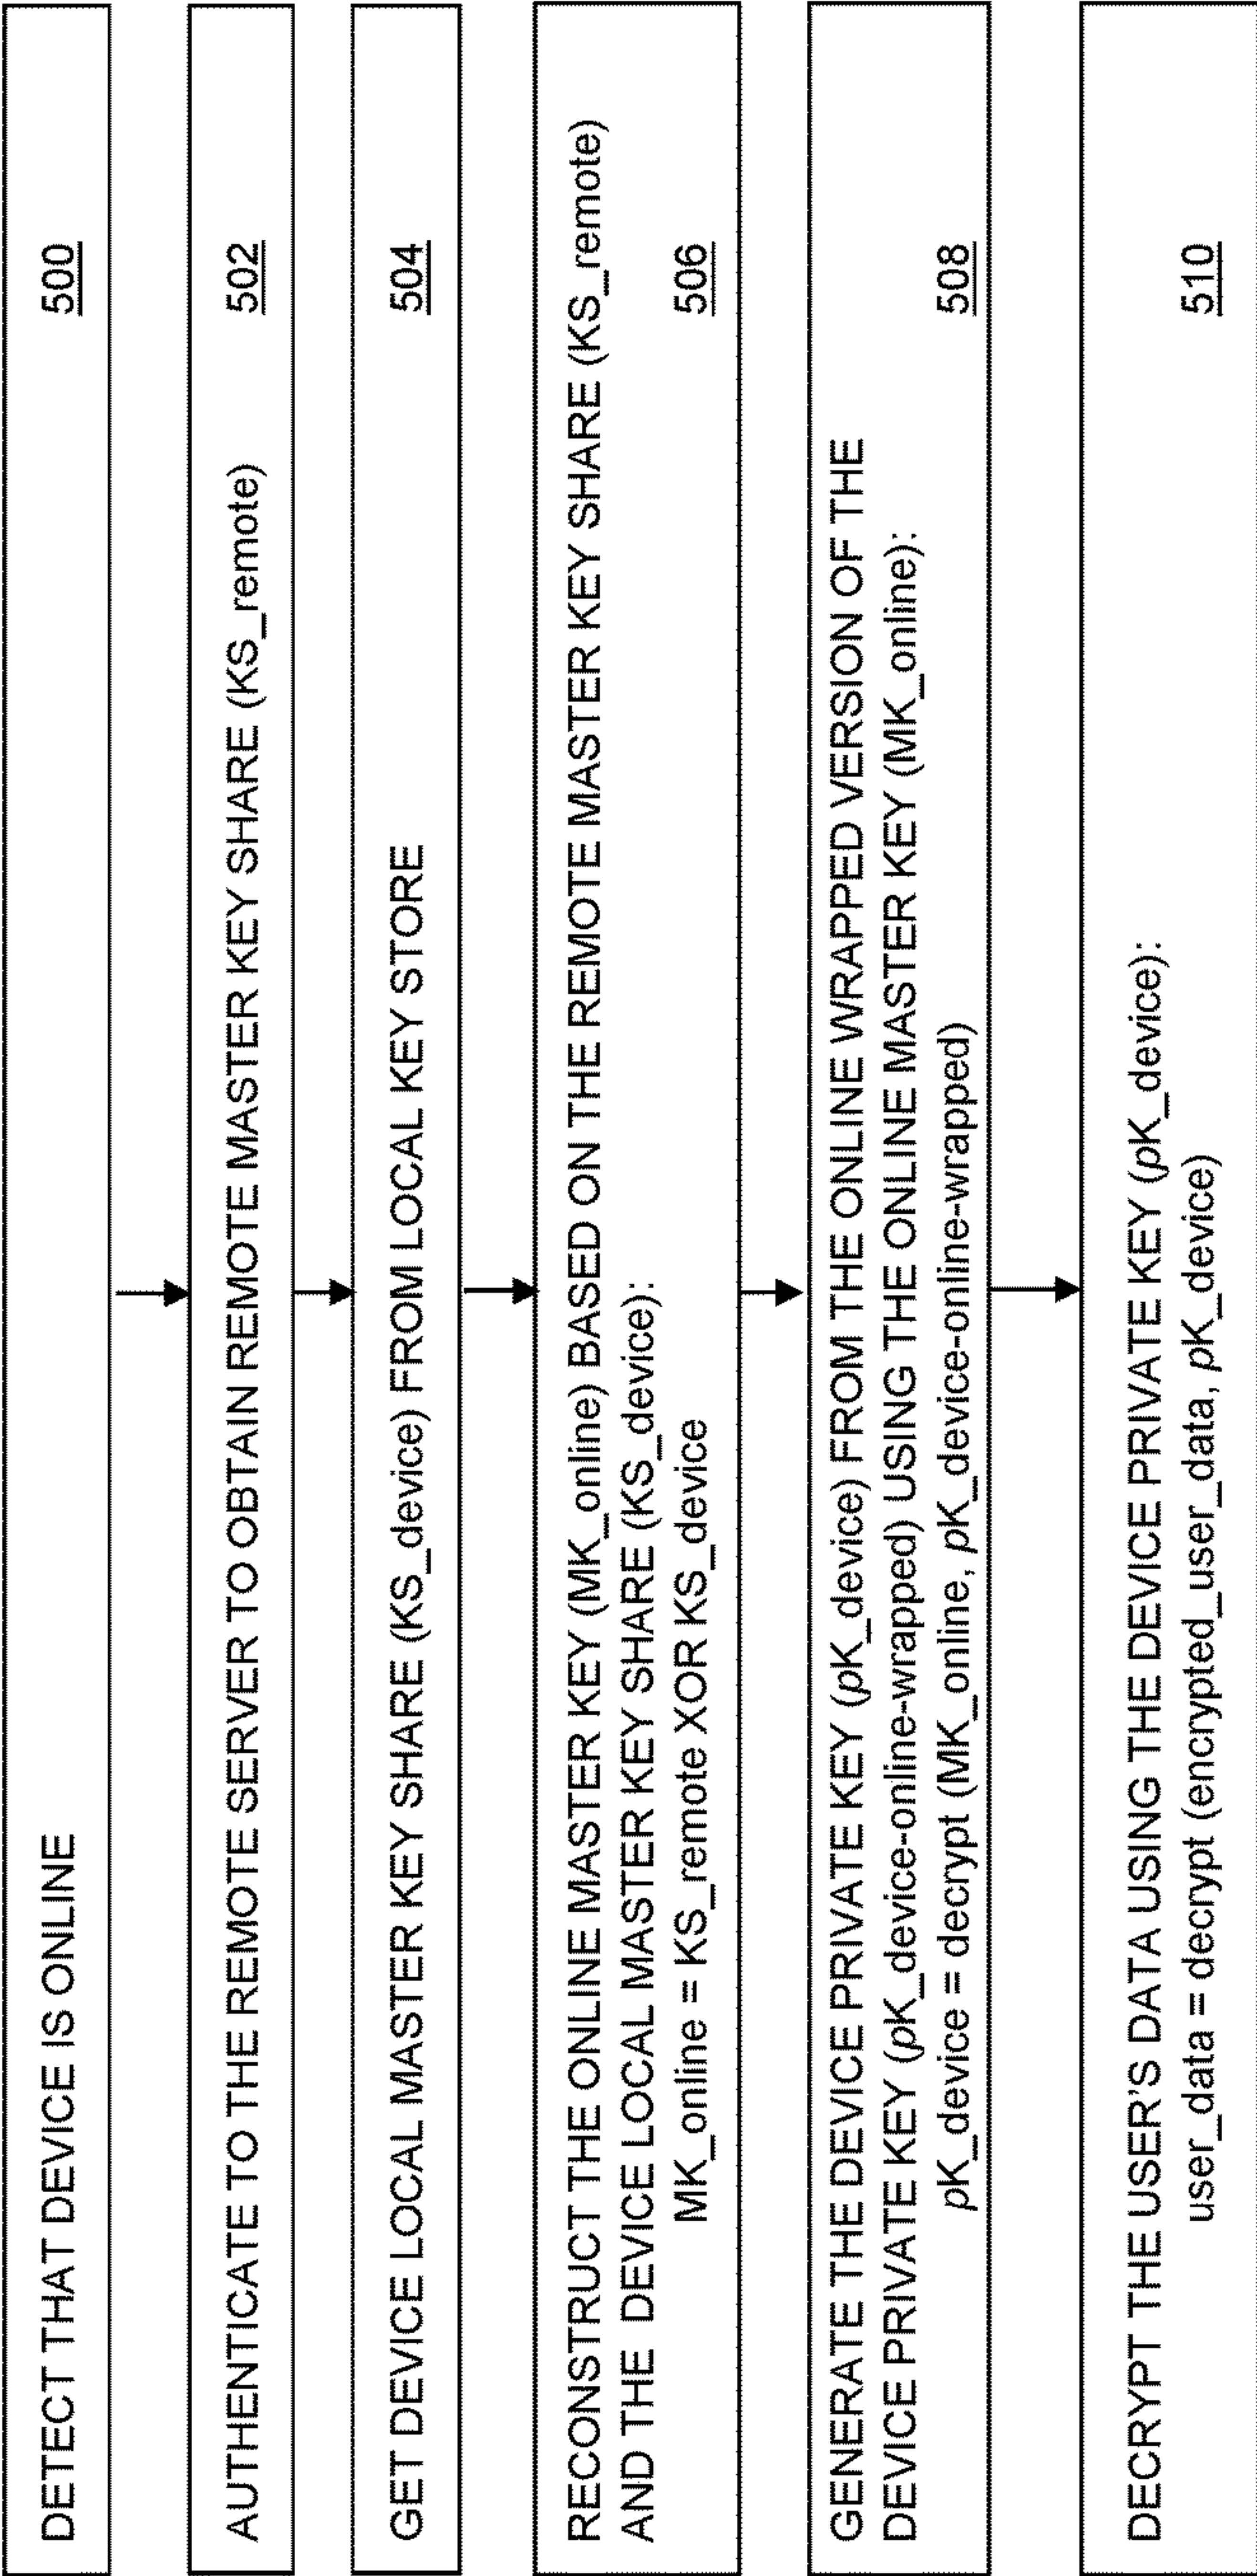 DETECT THAT DEVICE IS ONLINE
500
AUTHENTICATE TO THE REMOTE SERVER TO OBTAIN REMOTE MASTER KEY SHARE (KS_remote)
502
GET DEVICE LOCAL MASTER KEY SHARE (KS_device) FROM LOCAL KEY STORE
504
RECONSTRUCT THE ONLINE MASTER KEY (MK_online) BASED ON THE REMOTE MASTER KEY SHARE (KS_remote)
AND THE DEVICE LOCAL MASTER KEY SHARE (KS_device):
MK_online = KS_remote XOR KS_device
506
GENERATE THE DEVICE PRIVATE KEY (pK_device) FROM THE ONLINE WRAPPED VERSION OF THE
DEVICE PRIVATE KEY (pK_device-online-wrapped) USING THE ONLINE MASTER KEY (MK_online):
pK_device = decrypt (MK_online, pK_device-online-wrapped)
508
DECRYPT THE USER'S DATA USING THE DEVICE PRIVATE KEY (pK_device):
user_data = decrypt (encrypted_user_data, pK_device)
510